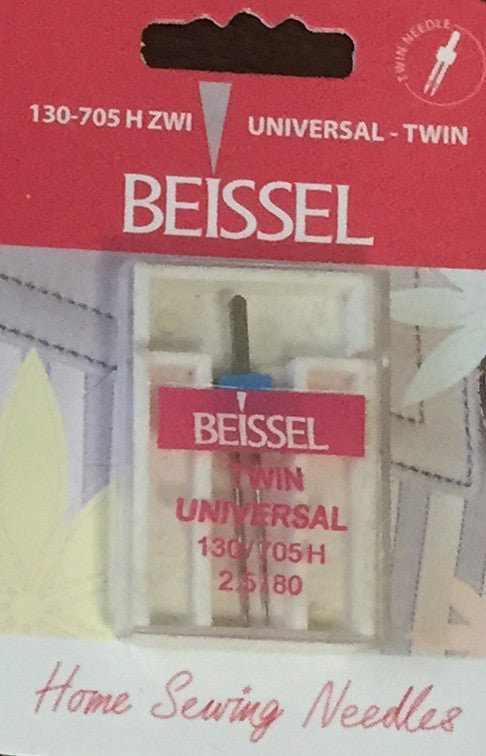 TWIN NEEDLE
130-705 H ZWI
UNIVERSAL - TWIN
BEISSEL
BEISSEL
TWIN
UNIVERSAL
130/705 H
2.5/80
Home Sewing Needles